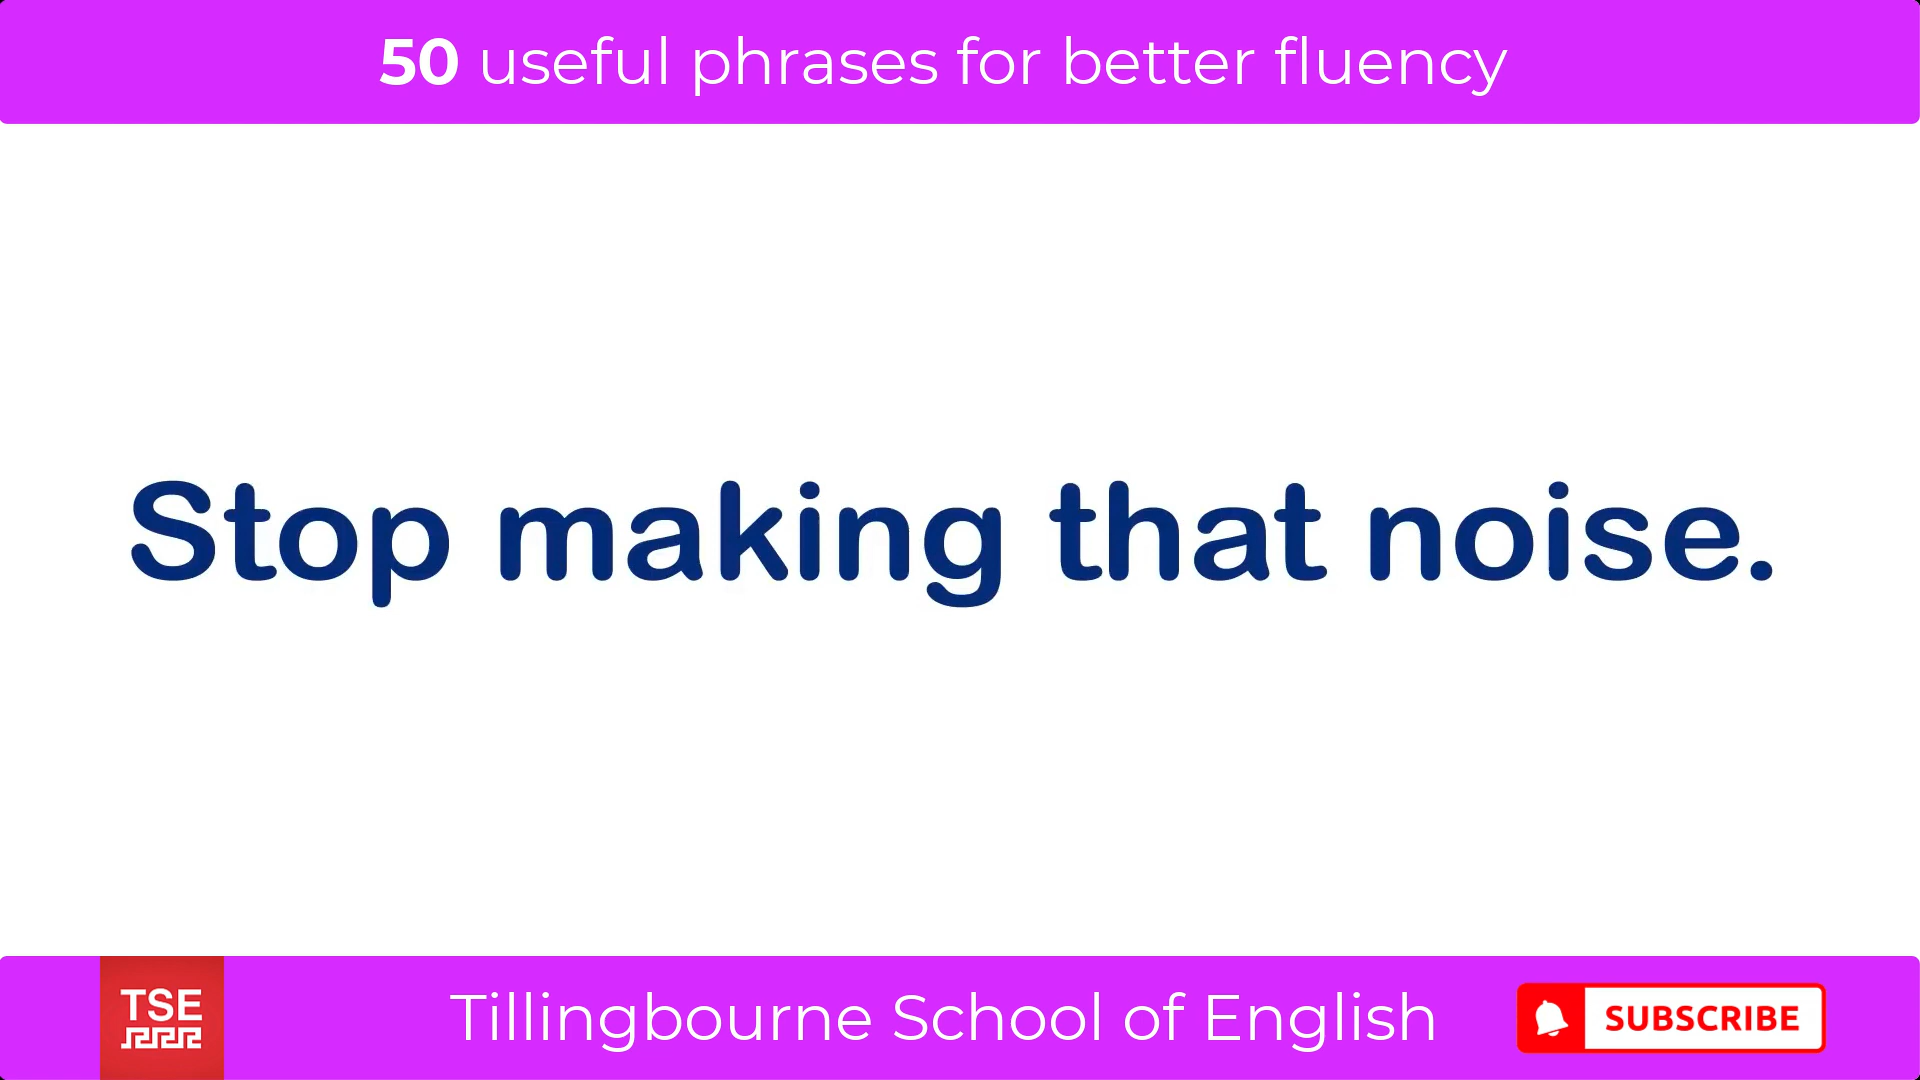 50 useful phrases for better fluency
Stop making that noise.
TSE
Tillingbourne School of English
SUBSCRIBE